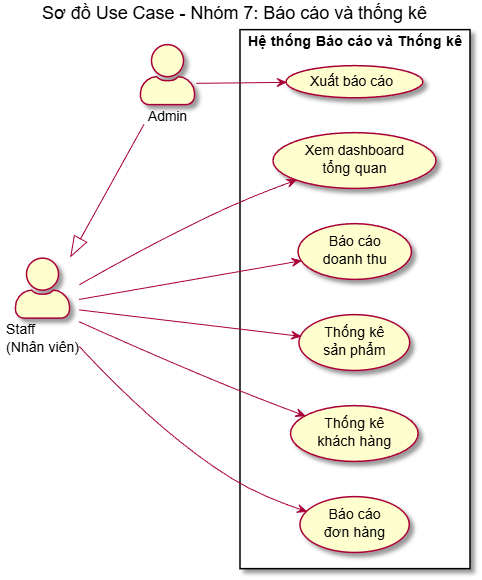 Sơ đồ Use Case - Nhóm 7: Báo cáo và thống kê
Hệ thống Báo cáo và Thống kê
Admin
Xuất báo cáo
Xem dashboard
tổng quan
Báo cáo
doanh thu
Staff
(Nhân viên)
Thống kê
sản phẩm
Thống kê
khách hàng
Báo cáo
đơn hàng